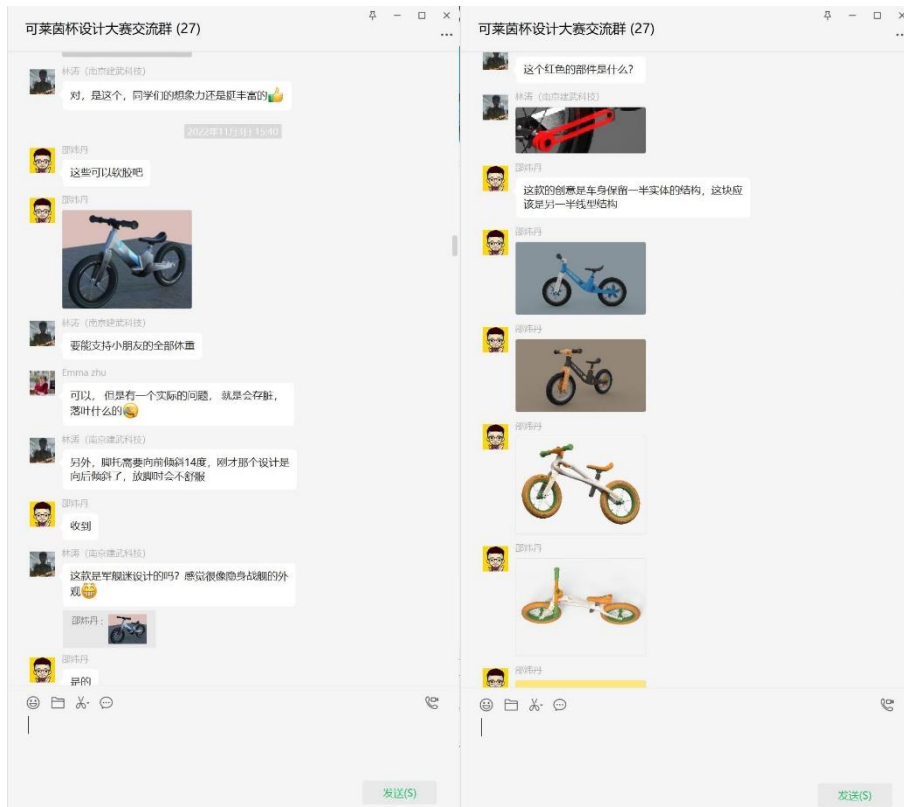 可莱茵杯设计大赛交流群 (27)
林涛（南京建武科技）
对，是这个，同学们的想象力还是挺丰富的
2022年11月3日 15:40
邵炜丹
这些可以软胶吧
邵炜丹
林涛（南京建武科技）
要能支持小朋友的全部体重
Emma zhu
可以， 但是有一个实际的问题， 就是会存脏，
落叶什么的
林涛（南京建武科技）
另外，脚托需要向前倾斜14度，刚才那个设计是
向后倾斜了，放脚时会不舒服
邵炜丹
收到
林涛（南京建武科技）
这款是军舰迷设计的吗？感觉很像隐身战舰的外
观
邵炜丹：
邵炜丹
是的
发送(S)
可莱茵杯设计大赛交流群 (27)
这个红色的部件是什么？
林涛（南京建武科技）
邵炜丹
这款的创意是车身保留一半实体的结构，这块应
该是另一半线型结构
邵炜丹
邵炜丹
邵炜丹
邵炜丹
邵炜丹
发送(S)